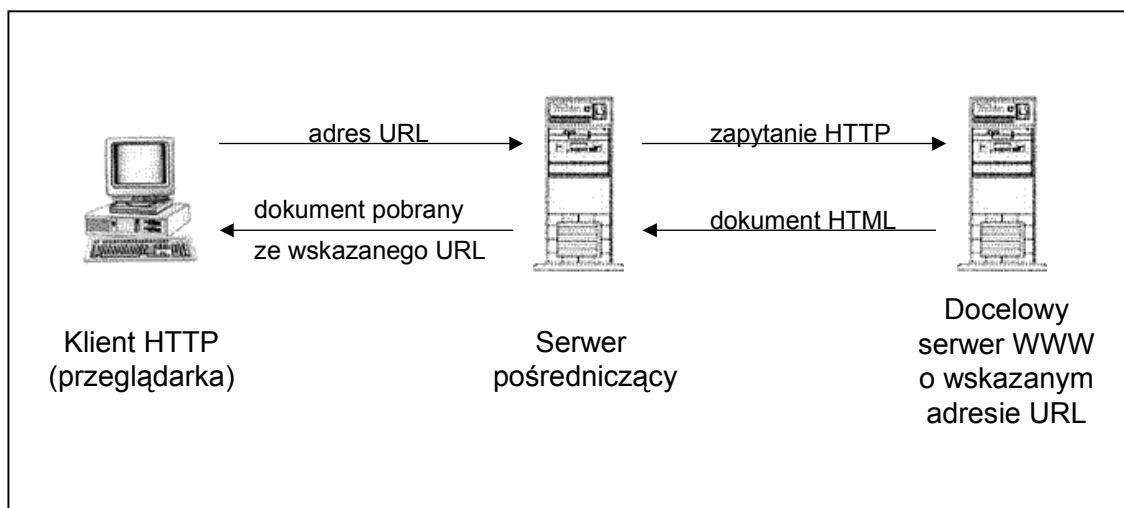 adres URL
zapytanie HTTP
dokument pobrany
ze wskazanego URL
dokument HTML
Klient HTTP
(przeglądarka)
Serwer
pośredniczący
Docelowy
serwer WWW
o wskazanym
adresie URL